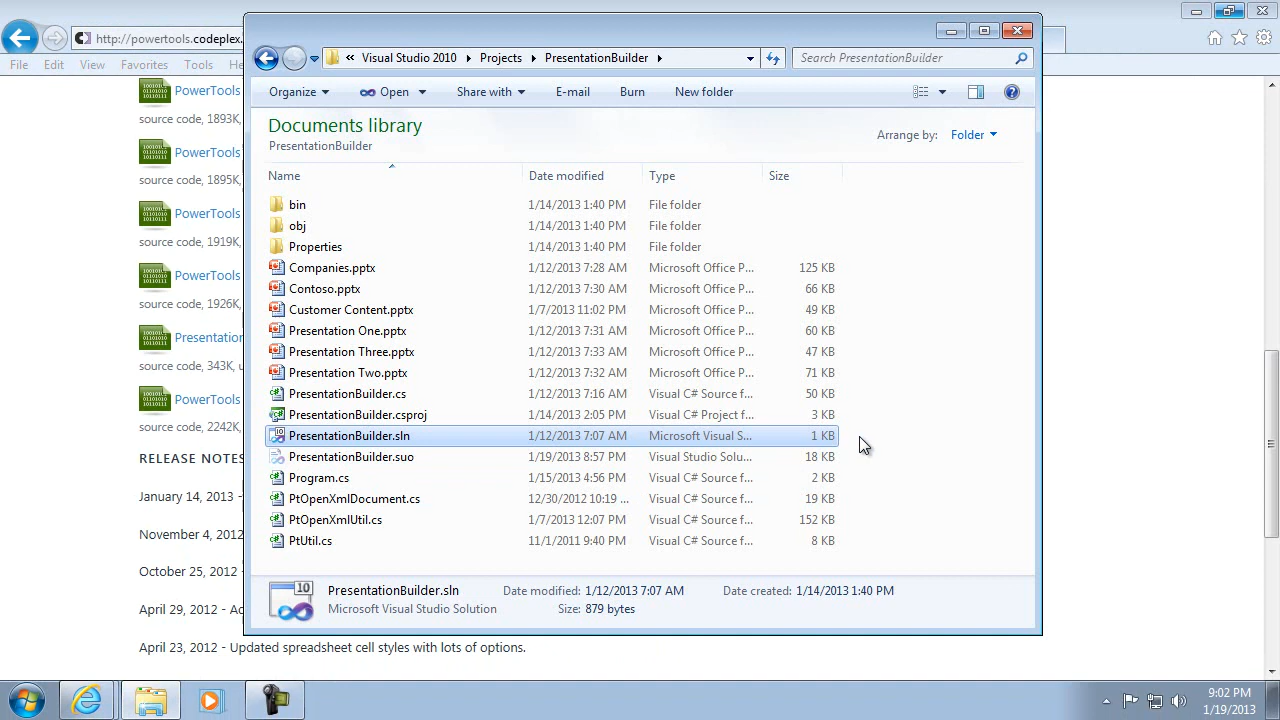 http://powertools.codeplex.
File Edit View Favorites Tools He
« Visual Studio 2010 Projects PresentationBuilder
Search PresentationBuilder
Organize Open Share with E-mail Burn New folder
Documents library
PresentationBuilder
Arrange by: Folder
Name Date modified Type Size
bin 1/14/2013 1:40 PM File folder
obj 1/14/2013 1:40 PM File folder
Properties 1/14/2013 1:40 PM File folder
Companies.pptx 1/12/2013 7:28 AM Microsoft Office P... 125 KB
Contoso.pptx 1/12/2013 7:30 AM Microsoft Office P... 66 KB
Customer Content.pptx 1/7/2013 11:02 PM Microsoft Office P... 49 KB
Presentation One.pptx 1/12/2013 7:31 AM Microsoft Office P... 60 KB
Presentation Three.pptx 1/12/2013 7:33 AM Microsoft Office P... 47 KB
Presentation Two.pptx 1/12/2013 7:32 AM Microsoft Office P... 71 KB
PresentationBuilder.cs 1/12/2013 7:16 AM Visual C# Source f... 50 KB
PresentationBuilder.csproj 1/14/2013 2:05 PM Visual C# Project f... 3 KB
PresentationBuilder.sln 1/12/2013 7:07 AM Microsoft Visual S... 1 KB
PresentationBuilder.suo 1/19/2013 8:57 PM Visual Studio Solu... 18 KB
Program.cs 1/15/2013 4:56 PM Visual C# Source f... 2 KB
PtOpenXmlDocument.cs 12/30/2012 10:19 ... Visual C# Source f... 19 KB
PtOpenXmlUtil.cs 1/7/2013 12:07 PM Visual C# Source f... 152 KB
PtUtil.cs 11/1/2011 9:40 PM Visual C# Source f... 8 KB
PresentationBuilder.sln Date modified: 1/12/2013 7:07 AM Date created: 1/14/2013 1:40 PM
Microsoft Visual Studio Solution Size: 879 bytes
PowerTools
source code, 1893K,
PowerTools
source code, 1895K,
PowerTools
source code, 1919K,
PowerTools
source code, 1926K,
Presentation
source code, 343K, u
PowerTools
source code, 2242K,
RELEASE NOTES
January 14, 2013 -
November 4, 2012
October 25, 2012
April 29, 2012 - Ad
April 23, 2012 - Updated spreadsheet cell styles with lots of options.
9:02 PM
1/19/2013